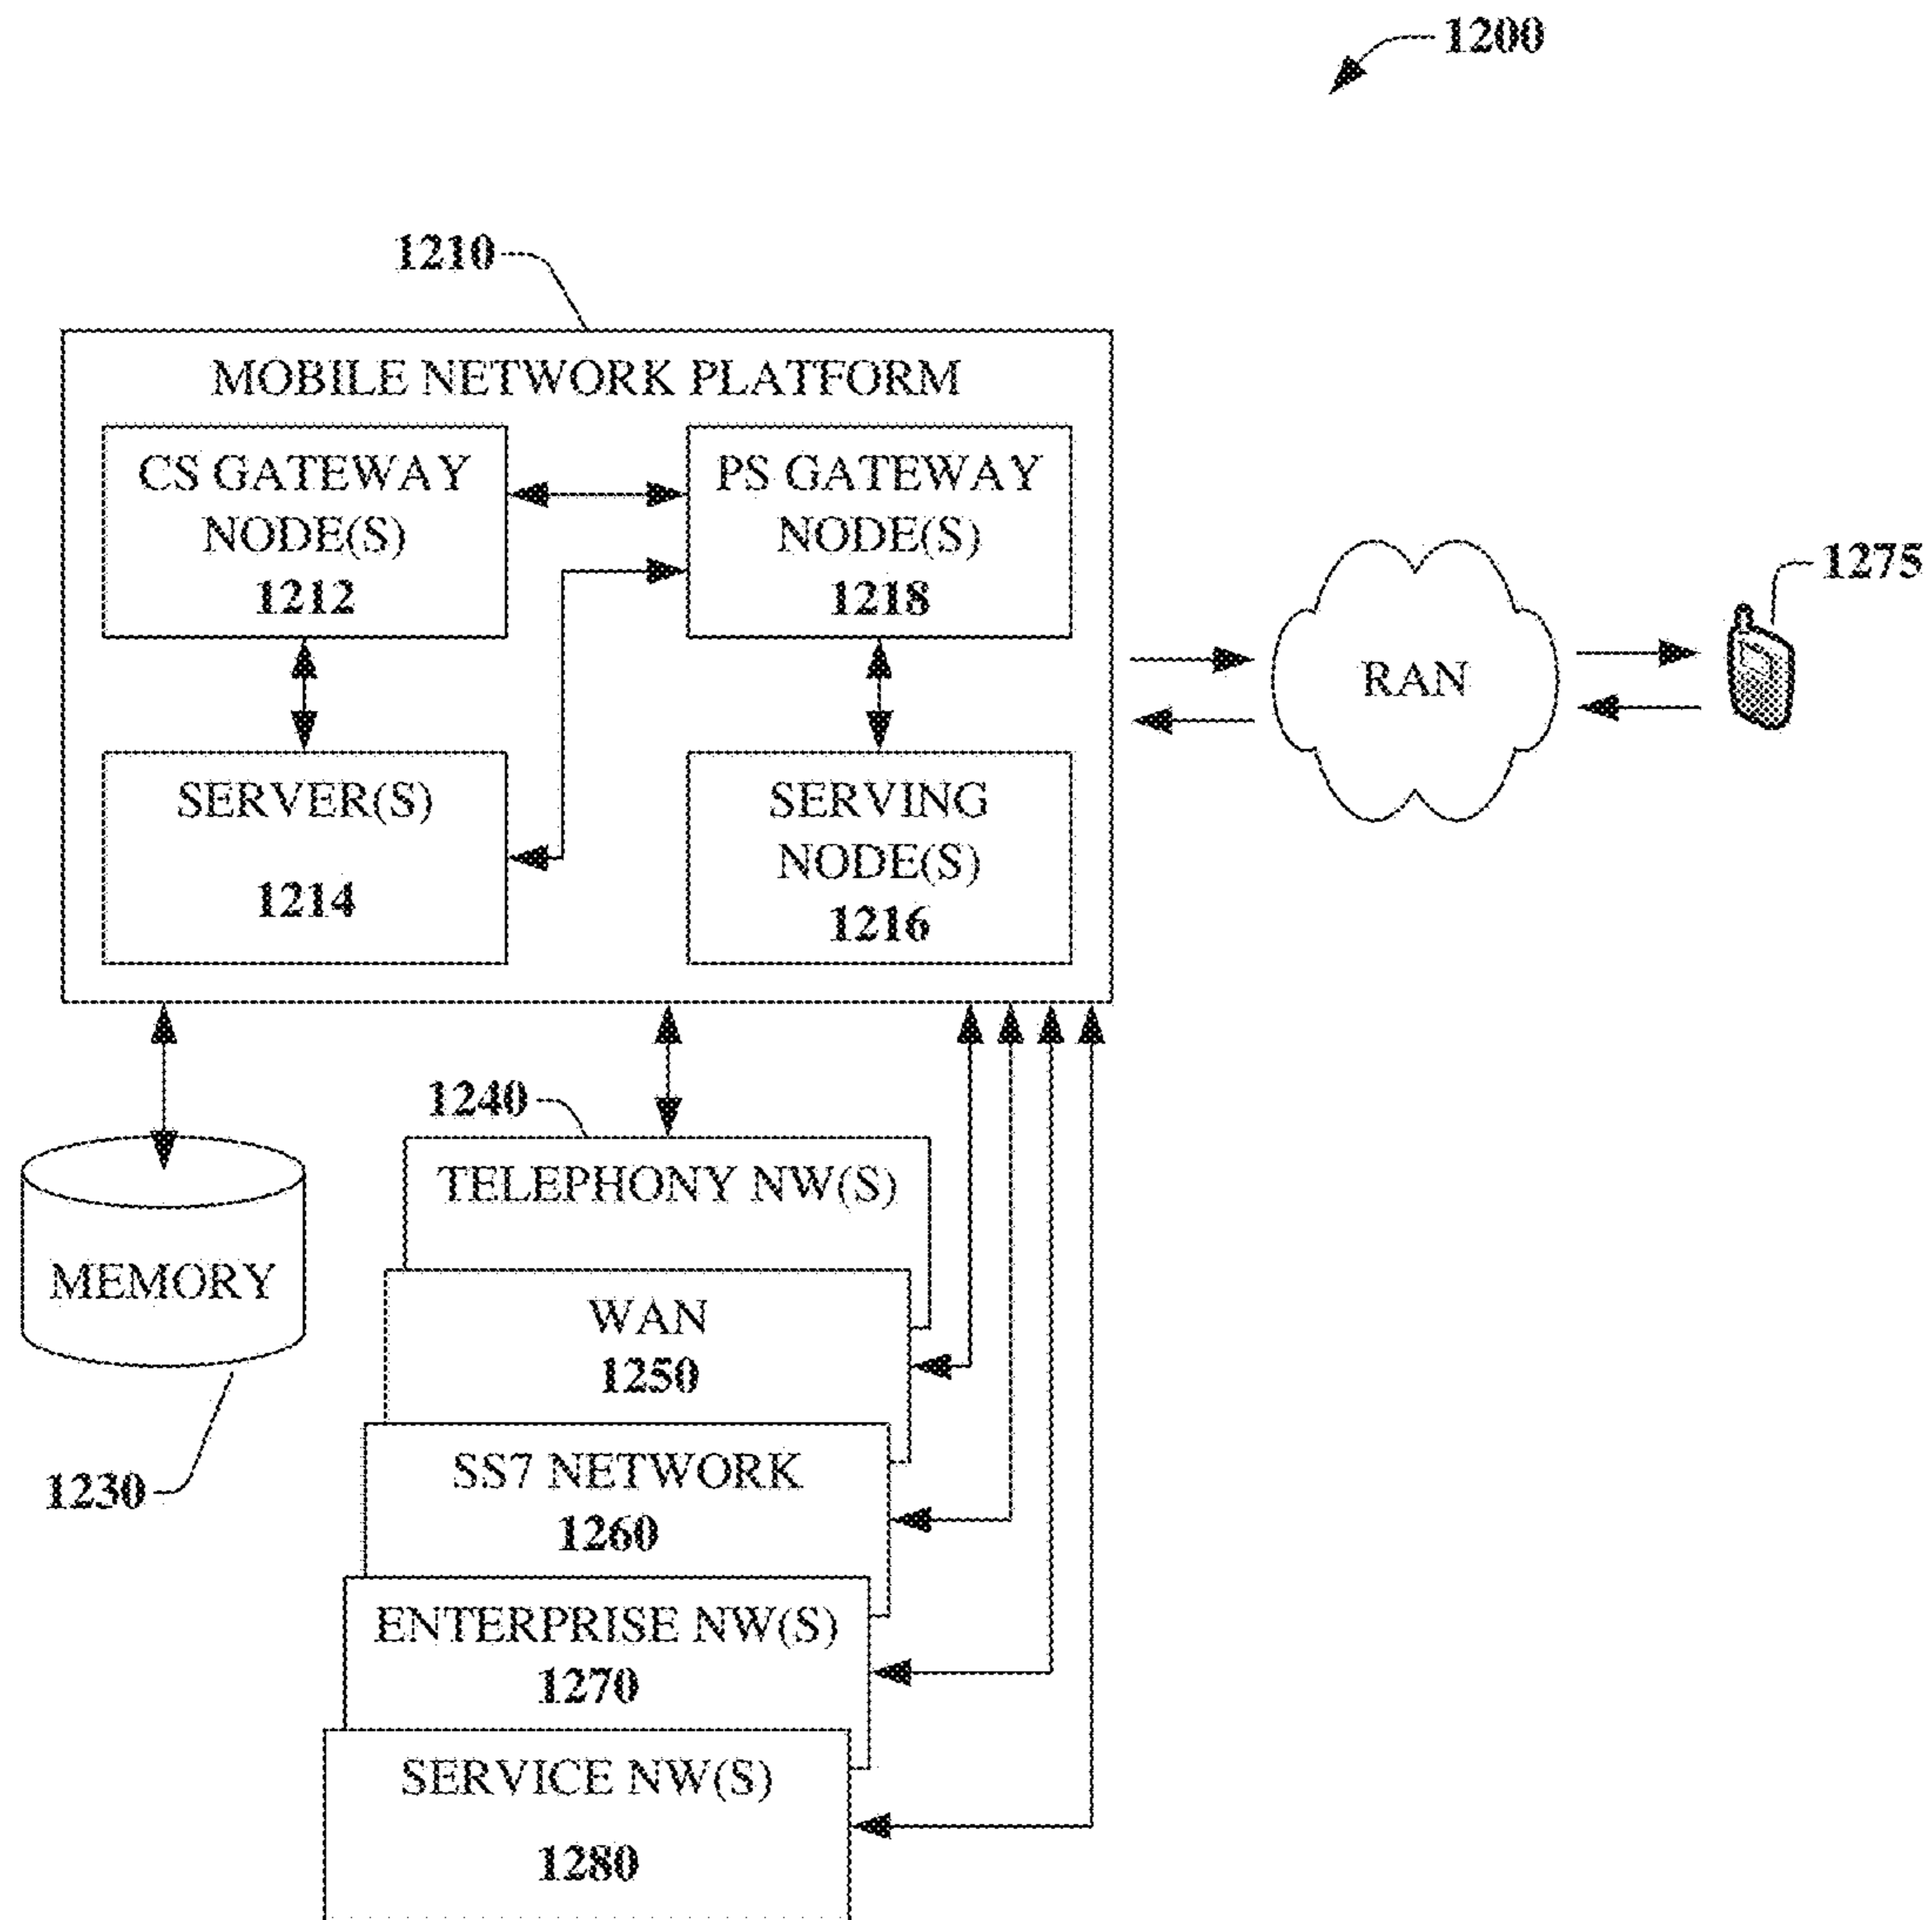 1200
1210
MOBILE NETWORK PLATFORM
CS GATEWAY
NODE(S)
1212
PS GATEWAY
NODE(S)
1218
SERVER(S)
1214
SERVING
NODE(S)
1216
RAN
1275
1240
TELEPHONY NW(S)
MEMORY
1230
WAN
1250
SS7 NETWORK
1260
ENTERPRISE NW(S)
1270
SERVICE NW(S)
1280